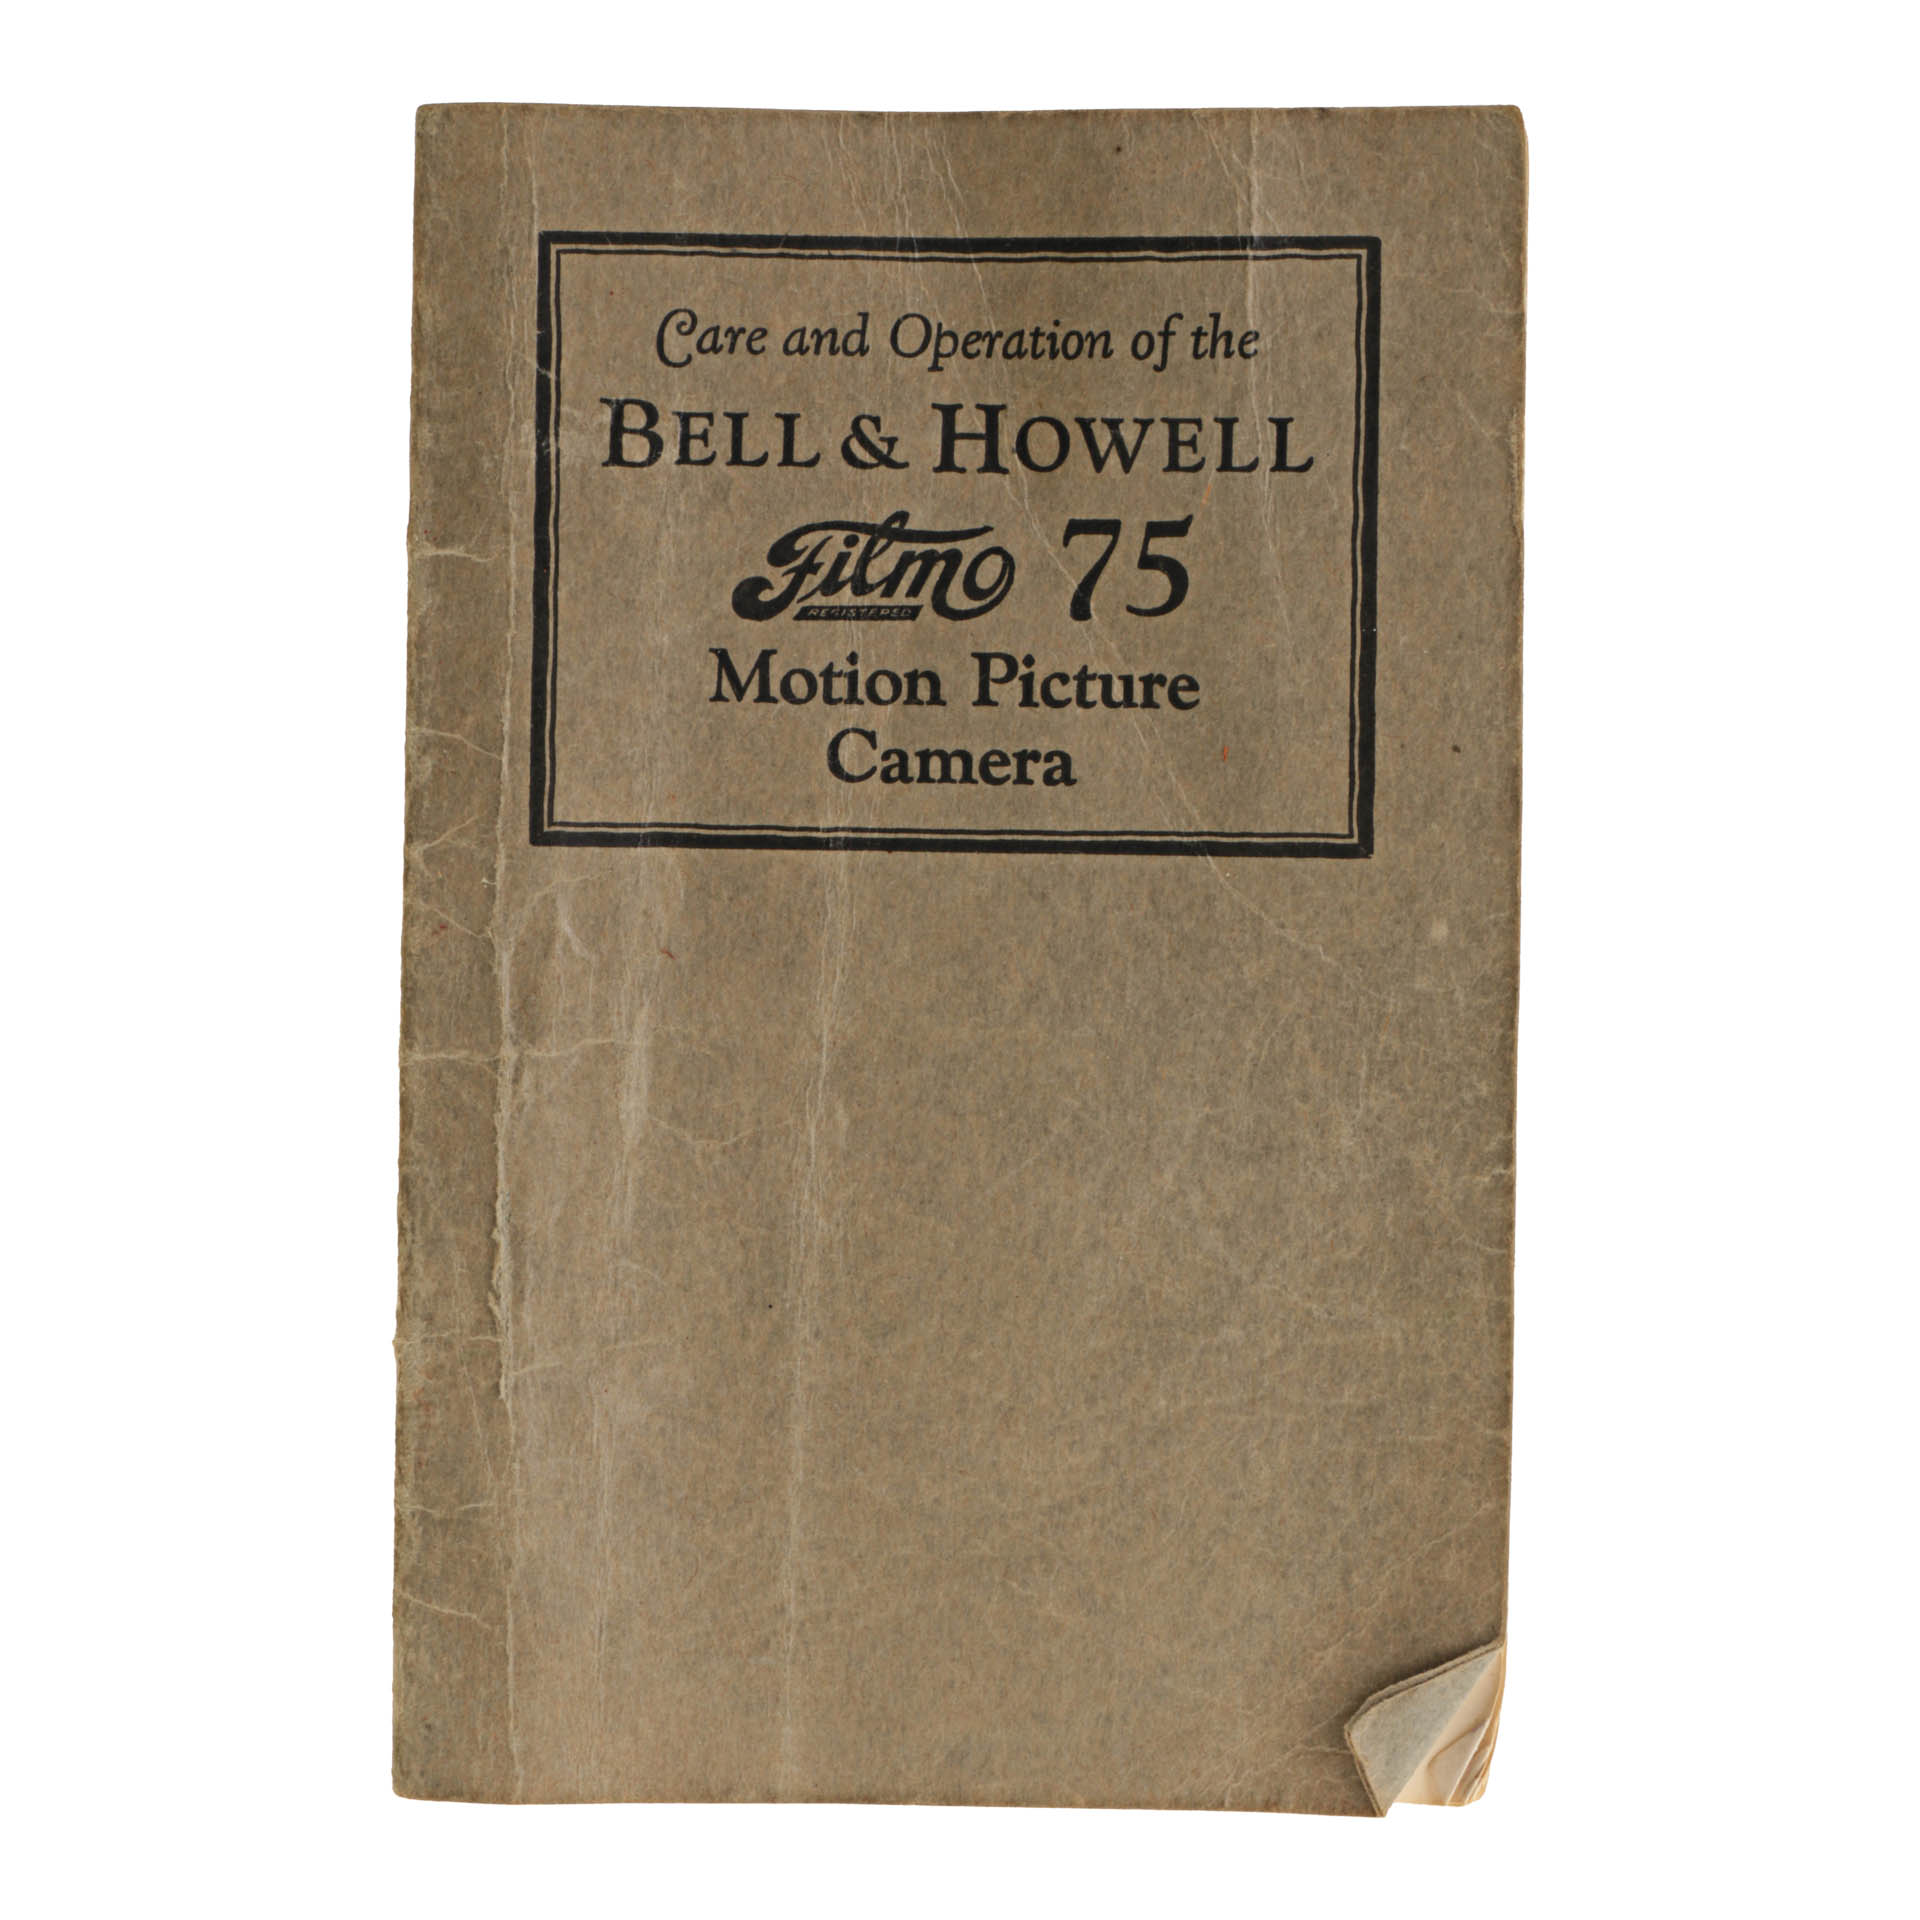 Care and Operation of the
BELL & HOWELL
Filmo 75
REGISTERED
Motion Picture
Camera